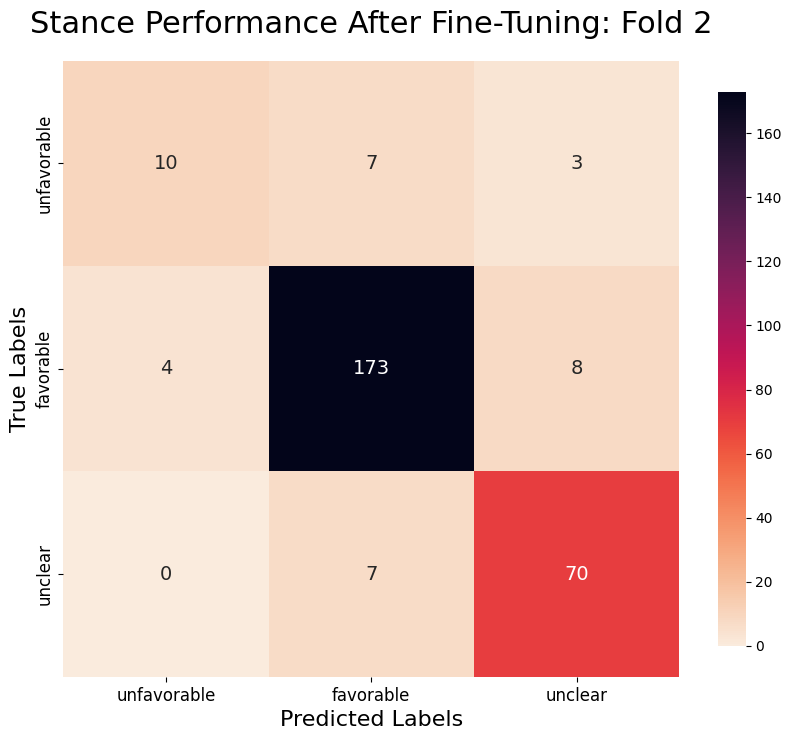 Stance Performance After Fine-Tuning: Fold 2
True Labels
unfavorable
favorable
unclear
10 7 3
4 173 8
0 7 70
unfavorable favorable unclear
Predicted Labels
160
140
120
100
80
60
40
20
0